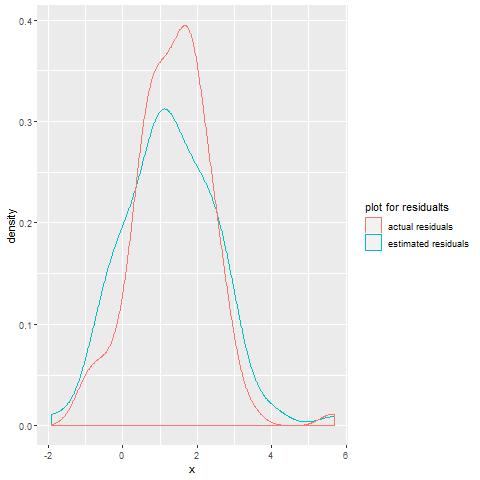 0.4
0.3
0.2
0.1
0.0
density
-2
0
2
4
6
x
plot for residualts
actual residuals
estimated residuals